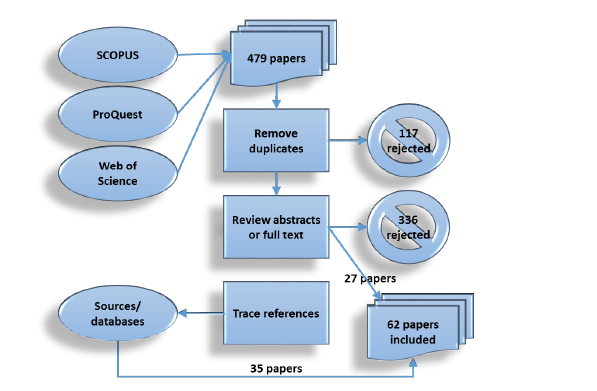 SCOPUS
479 papers
ProQuest
Remove
duplicates
117
rejected
Web of
Science
Review abstracts
or full text
336
rejected
27 papers
Sources/
databases
Trace references
62 papers
included
35 papers